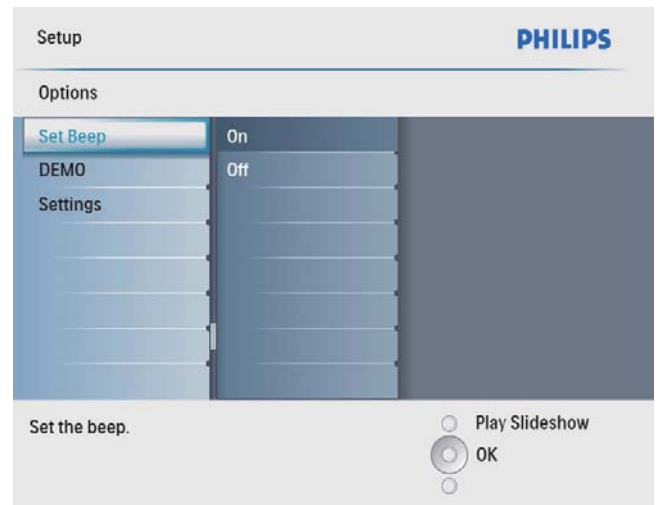 Setup
PHILIPS
Options
Set Beep
On
DEMO
Off
Settings
Set the beep.
Play Slideshow
OK